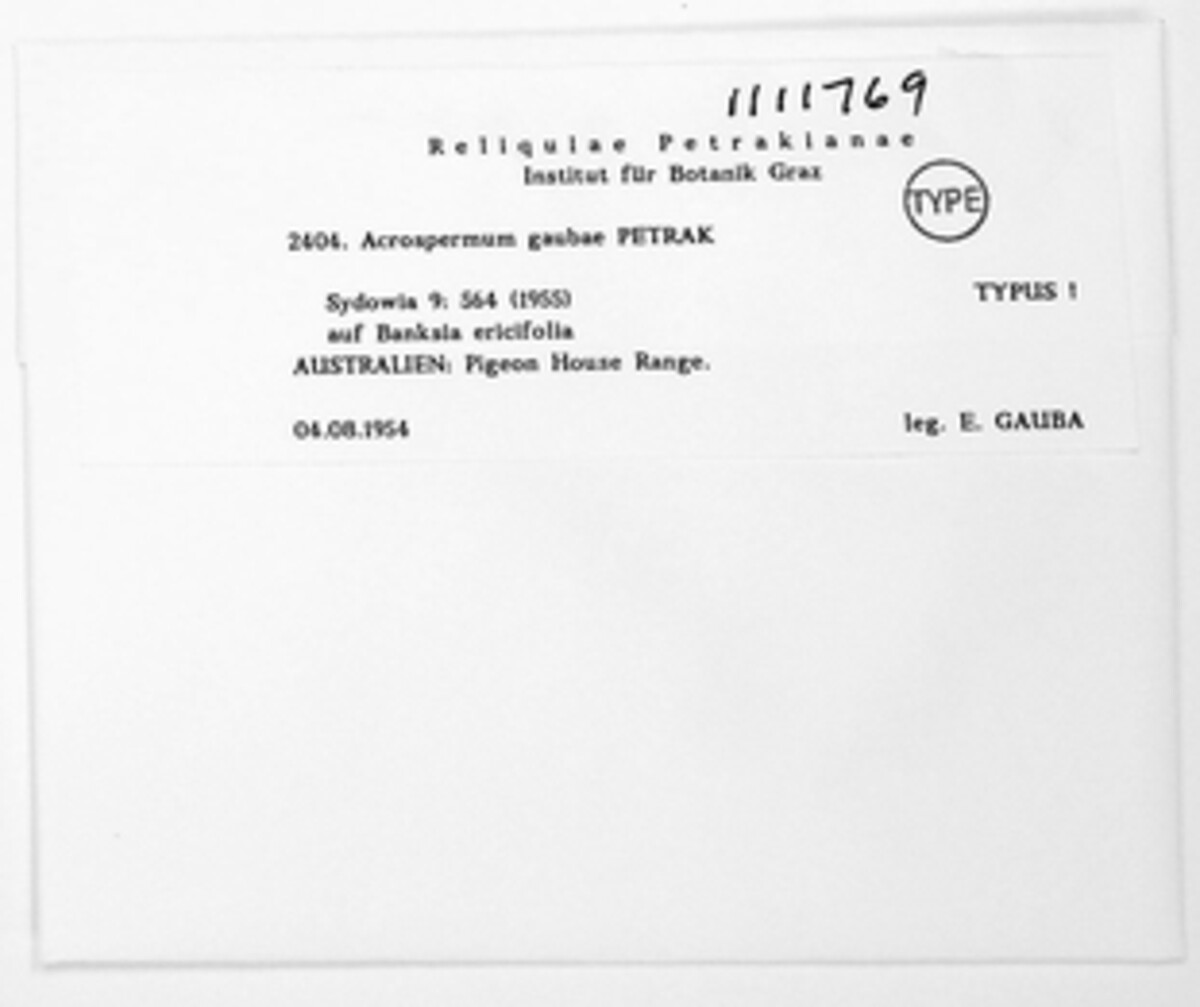 1111769
Reliquiae Petrakianae
Institut für Botanik Graz
TYPE
2404. Acrospermum gaubae PETRAK
Sydowia 9: 564 (1955)
TYPUS !
auf Banksia ericifolia
AUSTRALIEN: Pigeon House Range.
04.08.1954
leg. E. GAUBA